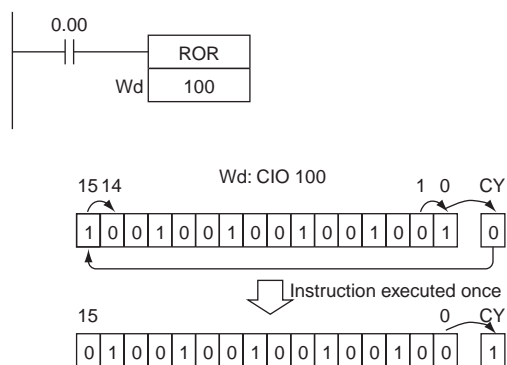 0.00
ROR
Wd 100
Wd: CIO 100
15 14 1 0 CY
1 0 0 1 0 0 1 0 0 1 0 0 1 0 0 1 0
Instruction executed once
15 0 CY
0 1 0 0 1 0 0 1 0 0 1 0 0 1 0 0 1